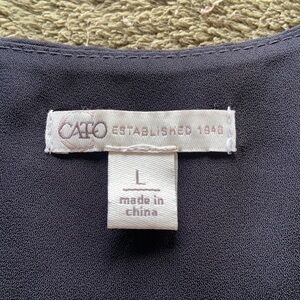 CATO ESTABLISHED 1946
L
made in
china